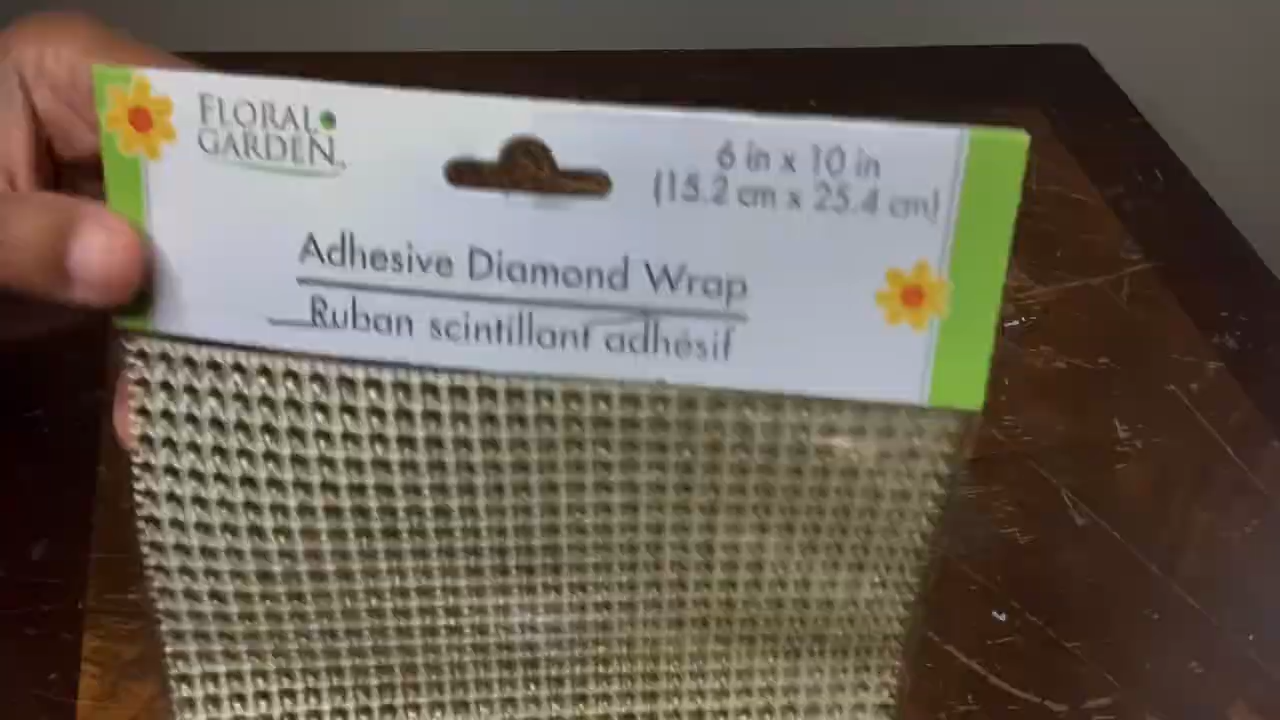 FLORAL
GARDEN
6 in x 10 in
(15.2 cm x 25.4 cm)
Adhesive Diamond Wrap
Ruban scintillant adhésif